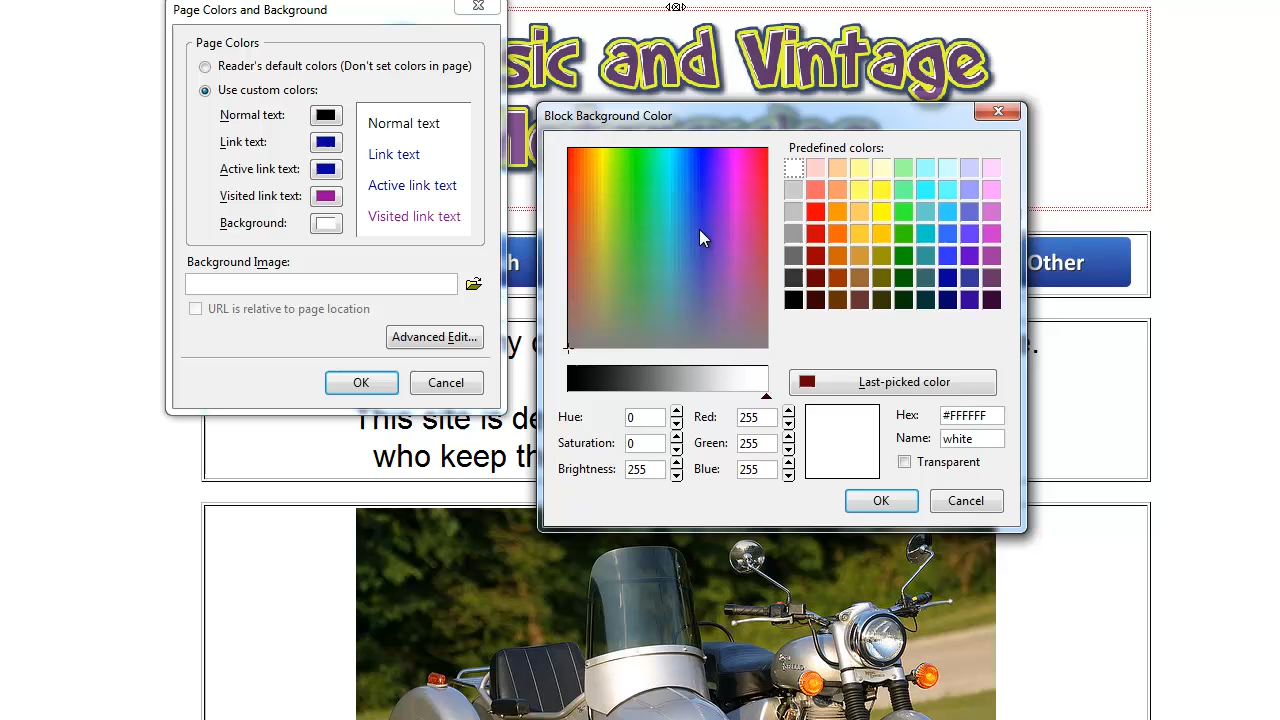 Page Colors and Background
Page Colors
Reader's default colors (Don't set colors in page)
Use custom colors:
Normal text:
Link text:
Active link text:
Visited link text:
Background:
Normal text
Link text
Active link text
Visited link text
Background Image:
URL is relative to page location
Advanced Edit...
OK
Cancel
sic and Vintage
Block Background Color
Predefined colors:
Last-picked color
Hue:
0
Red:
255
Hex:
#FFFFFF
Saturation:
0
Green:
255
Name:
white
Brightness:
255
Blue:
255
Transparent
OK
Cancel
h
Other
y
e.
This site is de
who keep th